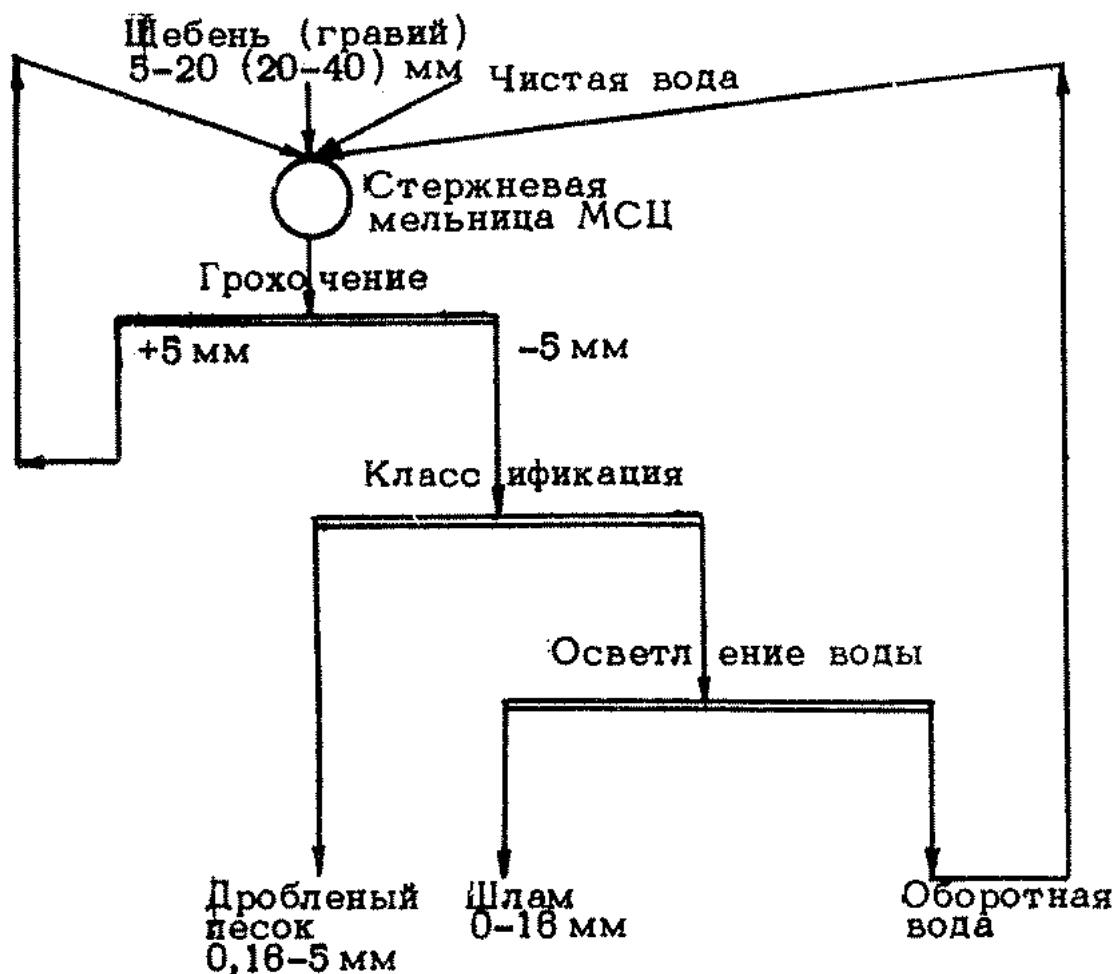 Щебень (гравий)
5-20 (20-40) мм
Чистая вода
Стержневая
мельница МСЦ
Грохочение
+5 мм
-5 мм
Классификация
Осветление воды
Дробленый
песок
0,16-5 мм
Шлам
0-16 мм
Оборотная
вода